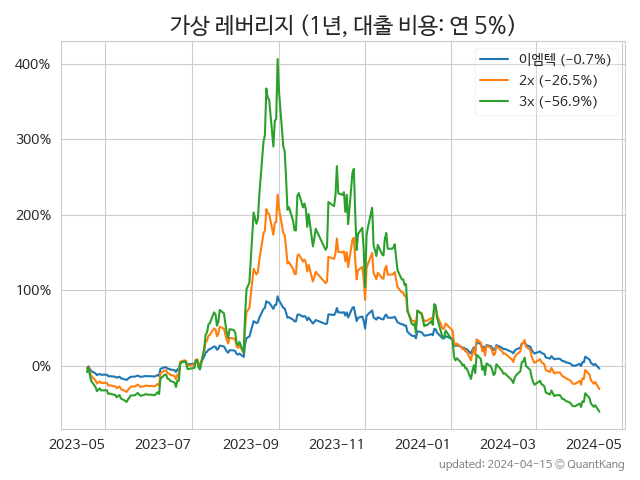 가상 레버리지 (1년, 대출 비용: 연 5%)
이엠텍 (−0.7%)
2x (−26.5%)
3x (−56.9%)
400%
300%
200%
100%
0%
2023-05 2023-07 2023-09 2023-11 2024-01 2024-03 2024-05
updated: 2024-04-15 © QuantKang